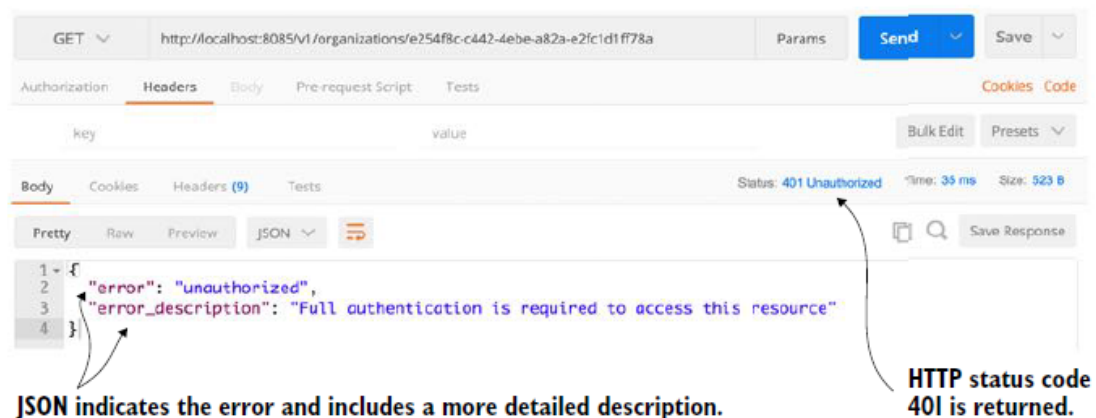 GET http://localhost:8085/v1/organizations/e254f8c-c442-4ebe-a82a-e2fc1d1ff78a Params Send Save
Authorization Headers Body Pre-request Script Tests Cookies Code
key value Bulk Edit Presets
Body Cookies Headers (9) Tests Status: 401 Unauthorized Time: 35 ms Size: 523 B
Pretty Raw Preview JSON Save Response
1 {
2 "error": "unauthorized",
3 "error_description": "Full authentication is required to access this resource"
4 }
JSON indicates the error and includes a more detailed description.
HTTP status code
401 is returned.